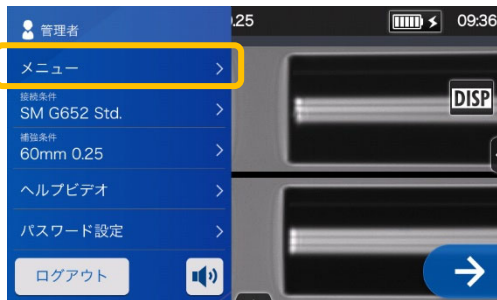 管理者
.25
09:36
メニュー
DISP
接続条件
SM G652 Std.
補強条件
60mm 0.25
ヘルプビデオ
パスワード設定
ログアウト